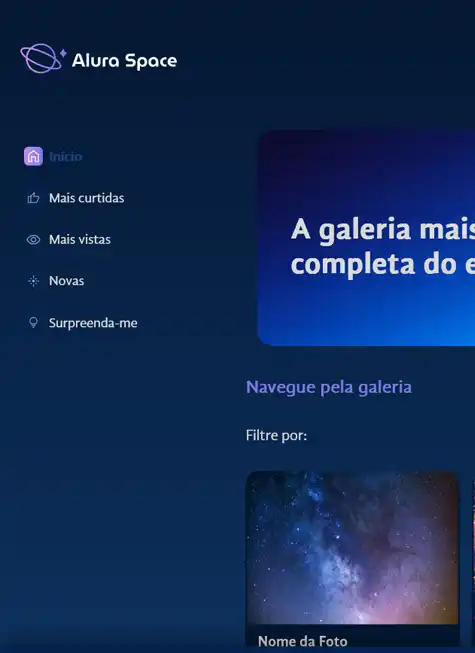 Alura Space
Início
Mais curtidas
Mais vistas
Novas
Surpreenda-me
A galeria mais
completa do e
Navegue pela galeria
Filtre por:
Nome da Foto